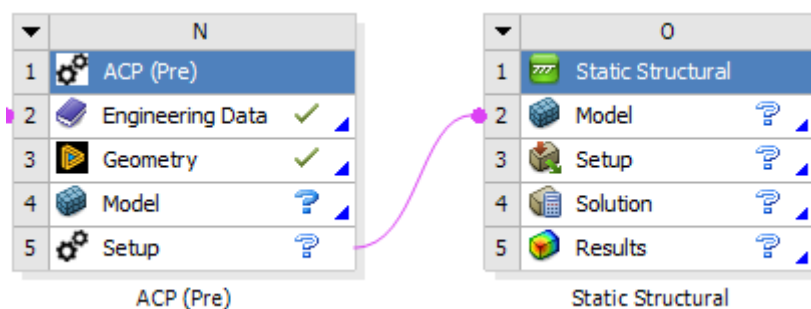 N
1 ACP (Pre)
2 Engineering Data
3 Geometry
4 Model ?
5 Setup ?
ACP (Pre)
O
1 Static Structural
2 Model ?
3 Setup ?
4 Solution ?
5 Results ?
Static Structural